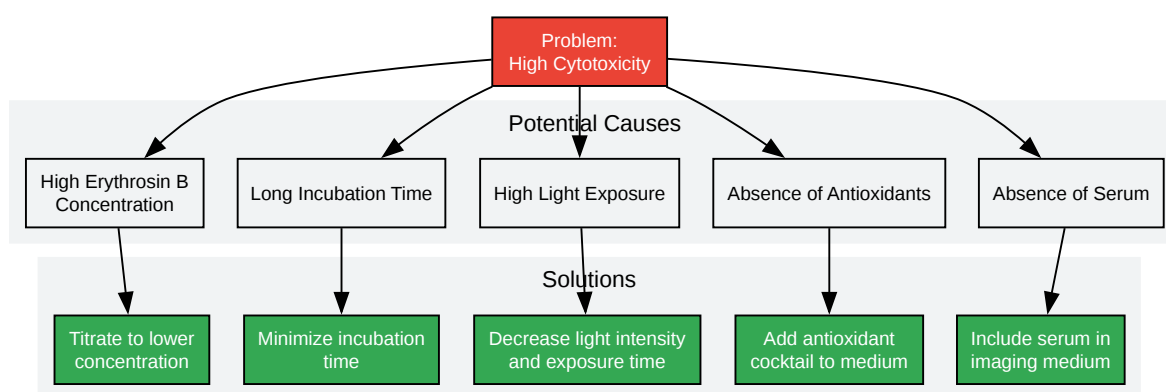 Problem:
High Cytotoxicity
Potential Causes
High Erythrosin B
Concentration
Long Incubation Time
High Light Exposure
Absence of Antioxidants
Absence of Serum
Solutions
Titrate to lower
concentration
Minimize incubation
time
Decrease light intensity
and exposure time
Add antioxidant
cocktail to medium
Include serum in
imaging medium